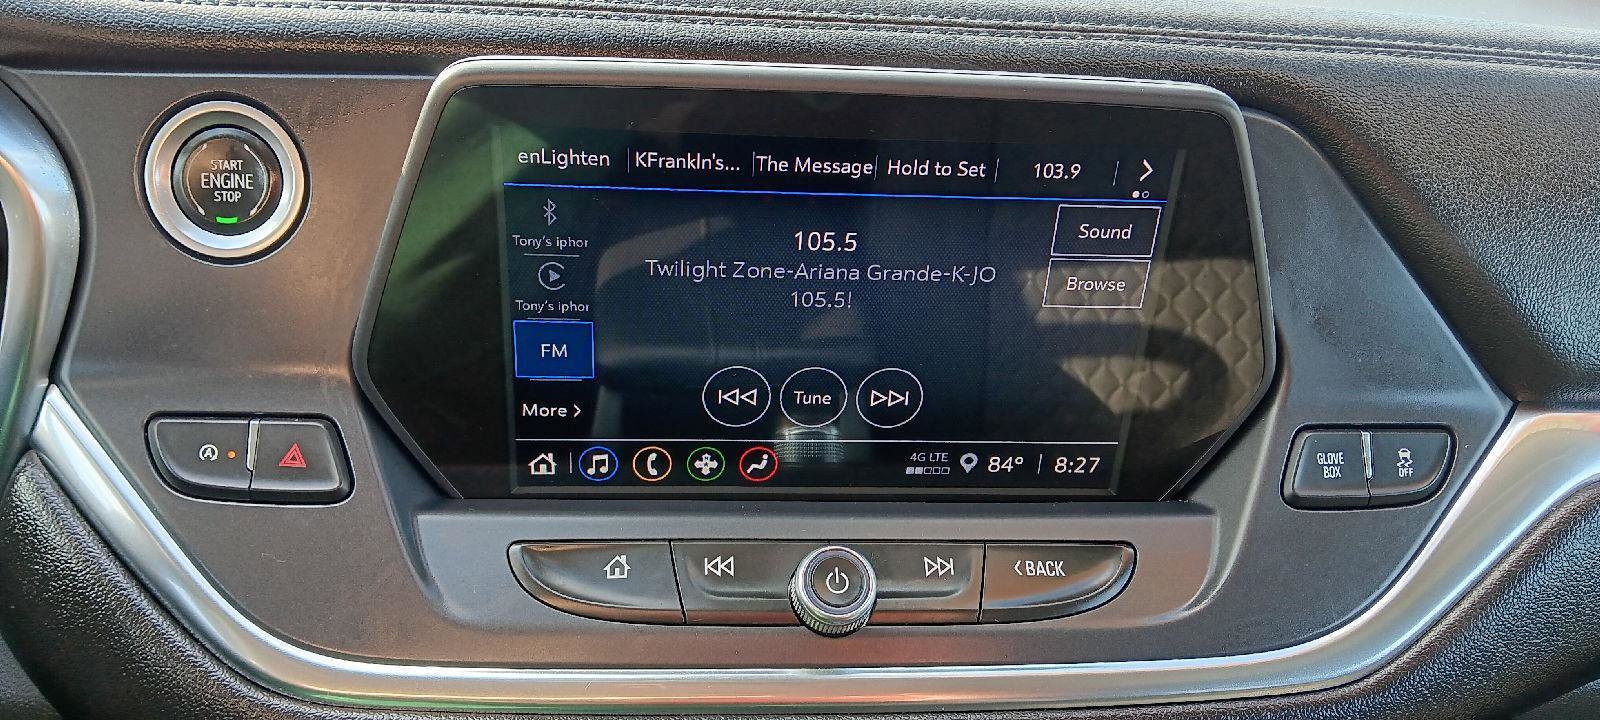 START
ENGINE
STOP
enLighten KFrankln's... The Message Hold to Set 103.9
Tony's iphor
Tony's iphor
FM
More >
105.5
Twilight Zone-Ariana Grande-K-JO
105.5!
Sound
Browse
Tune
4G LTE
84° 8:27
A
GLOVE
BOX
OFF
<BACK